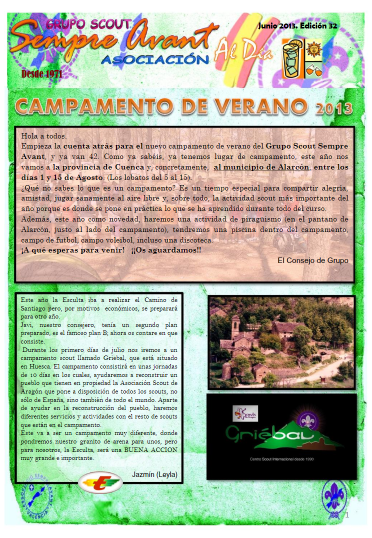 GRUPO SCOUT
Sempre Avant
ASOCIACIÓN
Desde 1971
Al Día
Junio 2013. Edición 32
CAMPAMENTO DE VERANO 2013
Hola a todos.
Empieza la cuenta atrás para el nuevo campamento de verano del Grupo Scout Sempre
Avant, y ya van 42. Como ya sabéis, ya tenemos lugar de campamento, este año nos
vamos a la provincia de Cuenca y, concretamente, al municipio de Alarcón, entre los
días 1 y 15 de Agosto. (Los lobatos del 5 al 15).
¿Qué no sabes lo que es un campamento? Es un tiempo especial para compartir alegría,
amistad, jugar sanamente al aire libre y, sobre todo, la actividad scout más importante del
año porque es donde se pone en práctica lo que se ha aprendido durante todo del curso.
Además, este año como novedad, haremos una actividad de piragüismo (en el pantano de
Alarcón, justo al lado del campamento), tendremos una piscina dentro del campamento,
campo de futbol, campo voleibol, incluso una discoteca.
¡A qué esperas para venir! ¡¡Os aguardamos!!
El Consejo de Grupo
Este año la Esculta iba a realizar el Camino de
Santiago pero, por motivos económicos, se preparará
para otro año.
Javi, nuestro consejero, tenía un segundo plan
preparado, es el famoso plan B; ahora os contare en que
consiste.
Durante los primero días de julio nos iremos a un
campamento scout llamado Griebal, que está situado
en Huesca. El campamento consistirá en unas jornadas
de 10 días en los cuales, ayudaremos a reconstruir un
pueblo que tienen en propiedad la Asociación Scout de
Aragón que pone a disposición de todos los scouts, no
sólo de España, sino también de todo el mundo. Aparte
de ayudar en la reconstrucción del pueblo, haremos
diferentes servicios y actividades con el resto de scouts
que están en el campamento.
Este va a ser un campamento muy diferente, donde
pondremos nuestro granito de arena para unos, pero
para nosotros, la Esculta, será una BUENA ACCION
muy grande e importante.
Jazmín (Leyla)
Griébal
Centro Scout Internacional desde